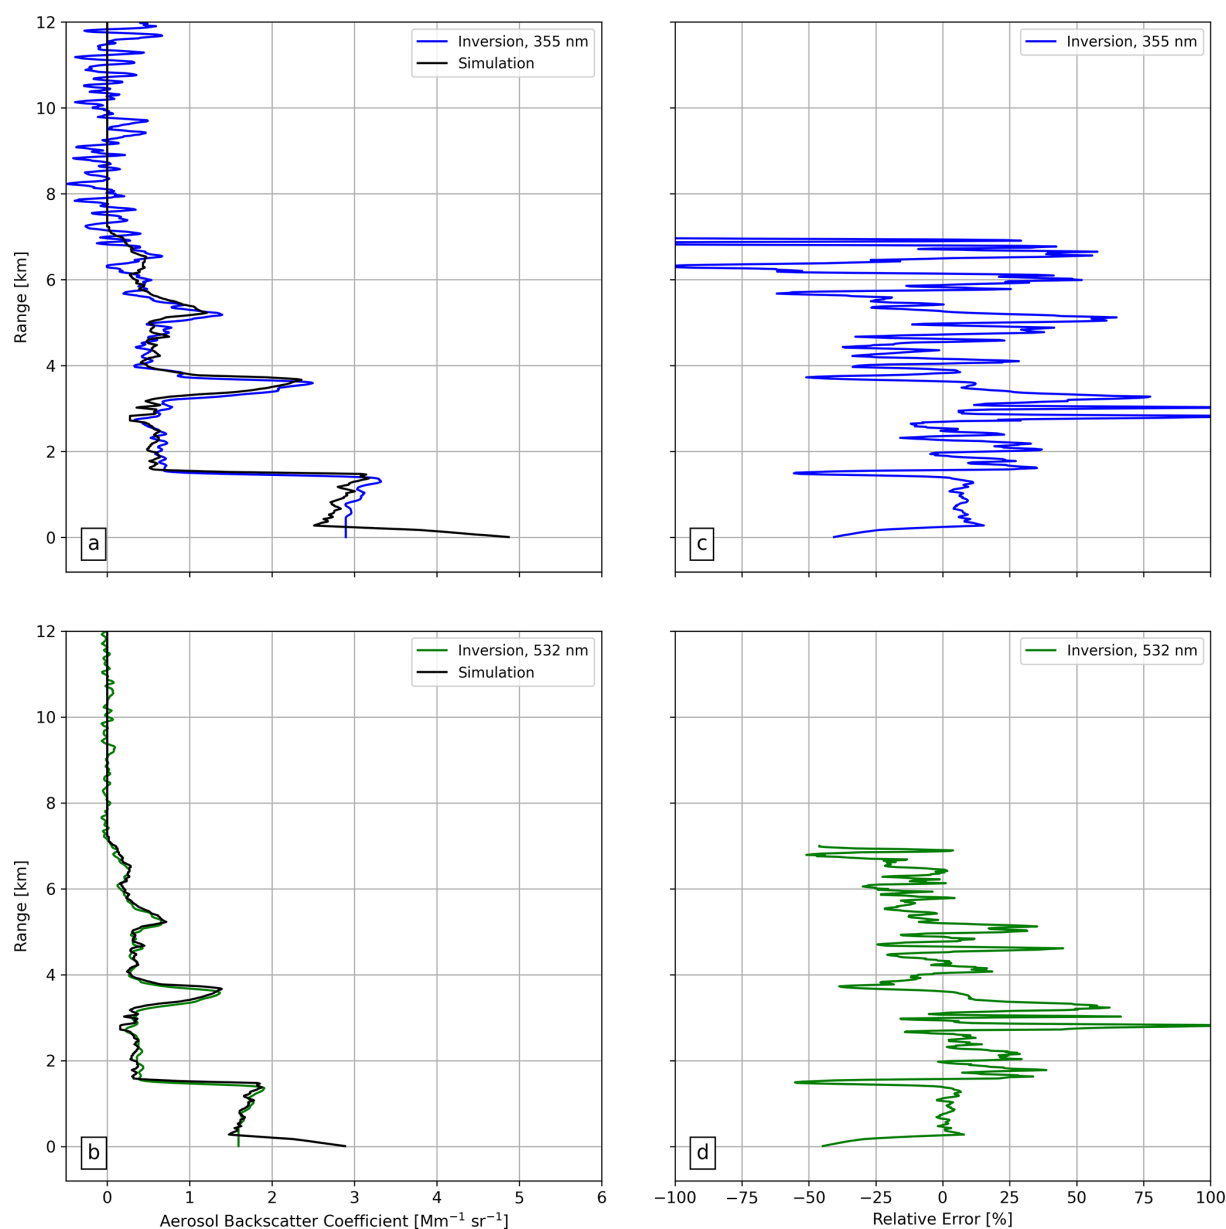 12
10
8
6
4
2
0
Range [km]
Inversion, 355 nm
Simulation
a
Inversion, 355 nm
c
12
10
8
6
4
2
0
Range [km]
Inversion, 532 nm
Simulation
b
0 1 2 3 4 5 6
Aerosol Backscatter Coefficient [Mm⁻¹ sr⁻¹]
Inversion, 532 nm
d
−100 −75 −50 −25 0 25 50 75 100
Relative Error [%]